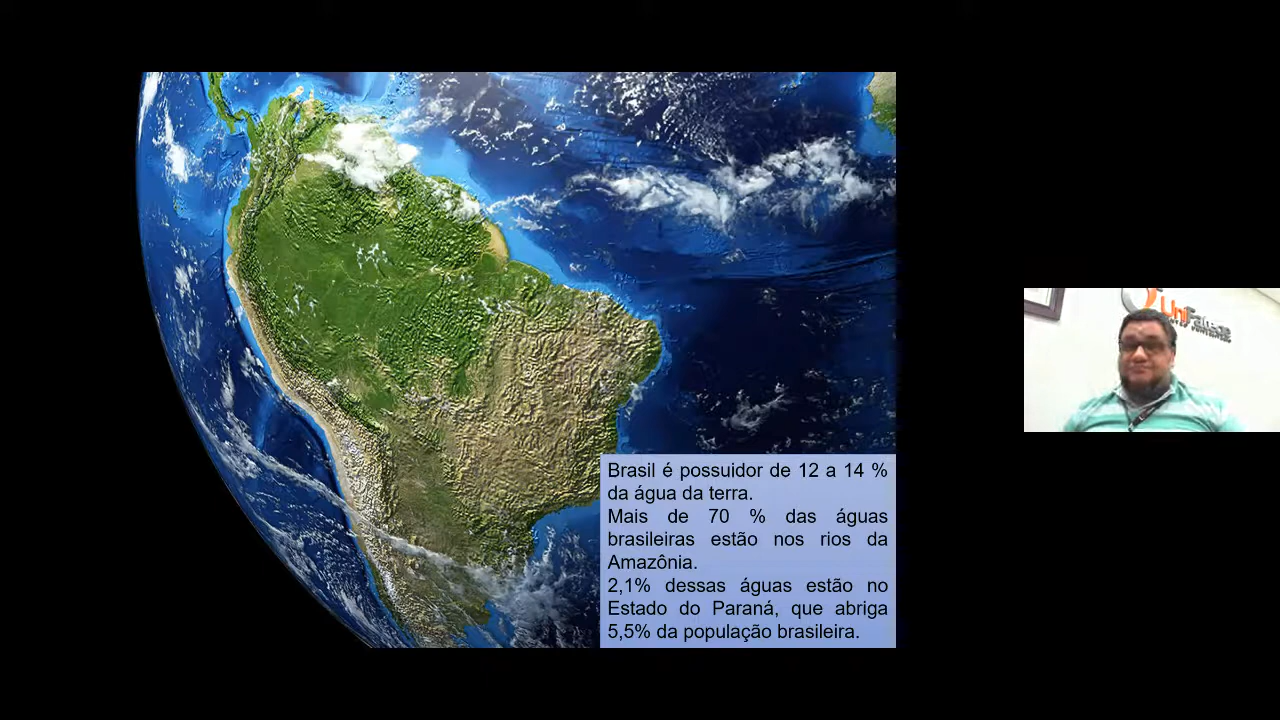 Brasil é possuidor de 12 a 14 %
da água da terra.
Mais de 70 % das águas
brasileiras estão nos rios da
Amazônia.
2,1% dessas águas estão no
Estado do Paraná, que abriga
5,5% da população brasileira.
UniFatece